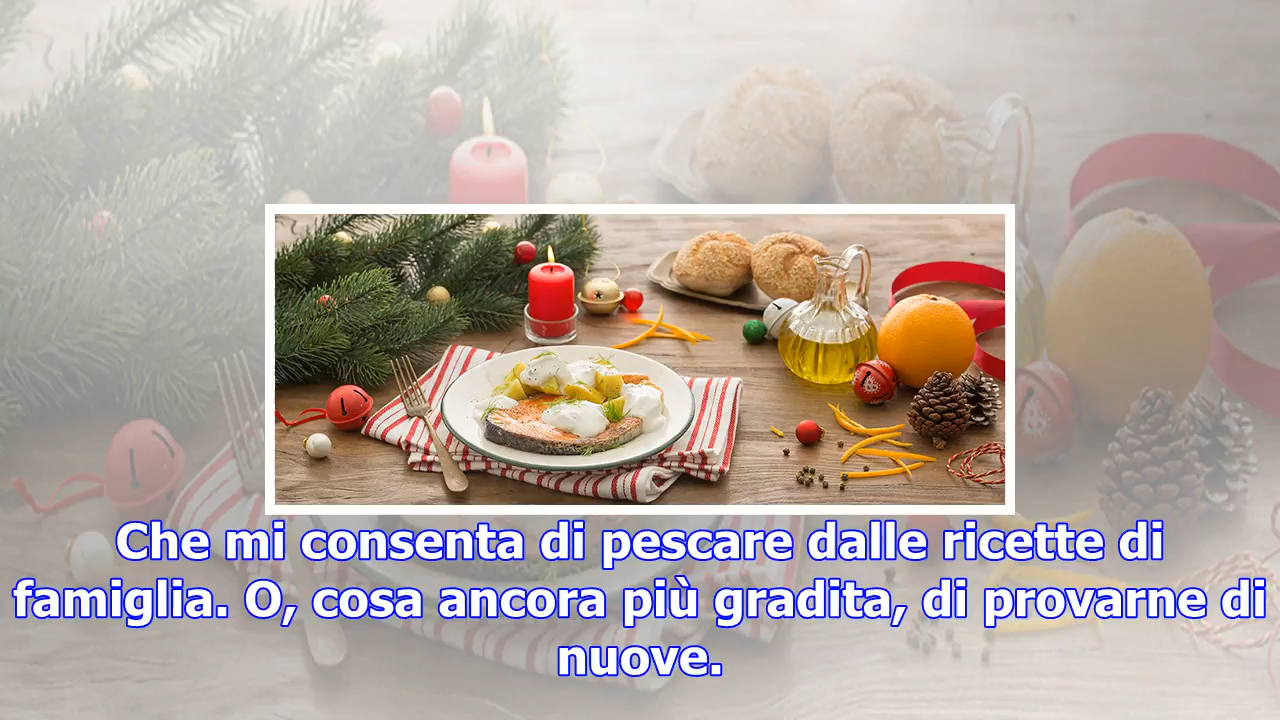 Che mi consenta di pescare dalle ricette di
famiglia. O, cosa ancora più gradita, di provarne di
nuove.